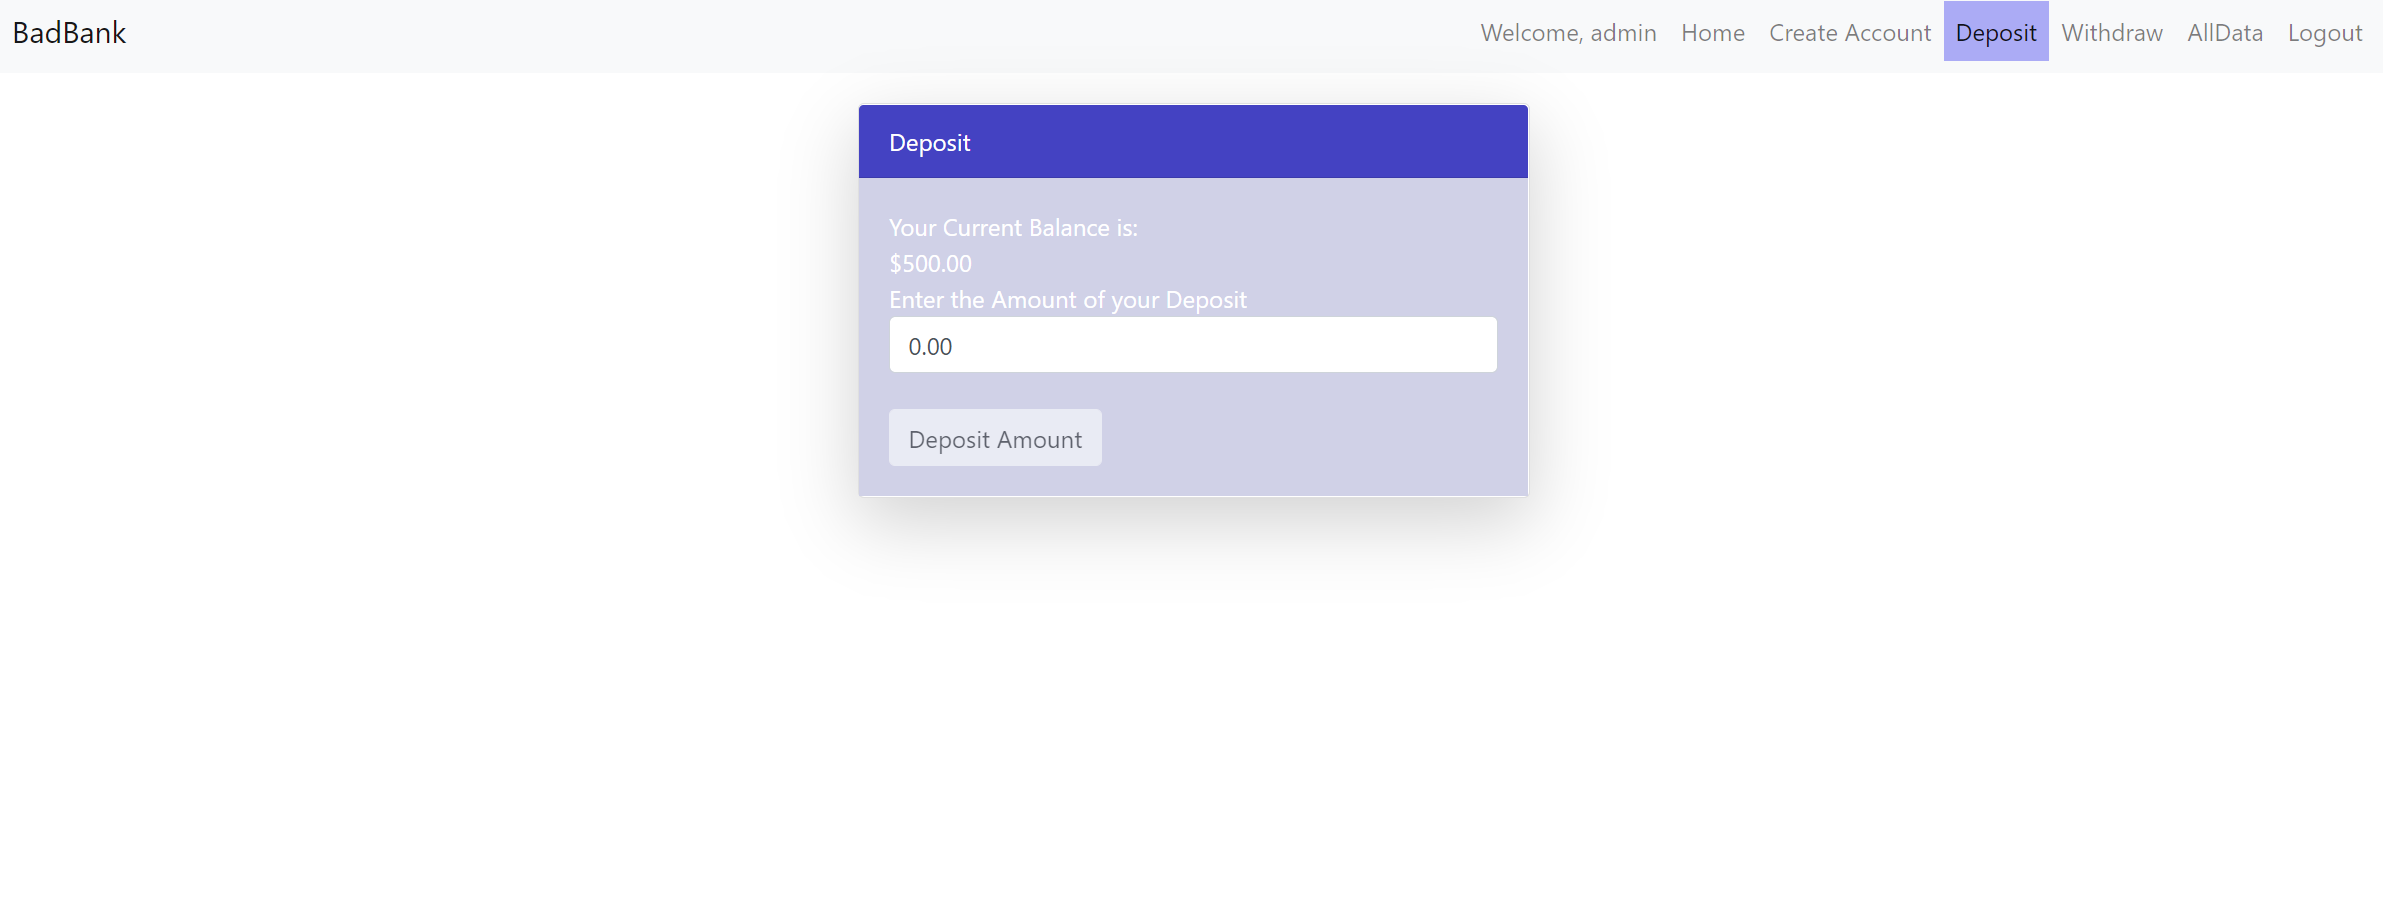 BadBank Welcome, admin Home Create Account Deposit Withdraw AllData Logout
Deposit
Your Current Balance is:
$500.00
Enter the Amount of your Deposit
0.00
Deposit Amount